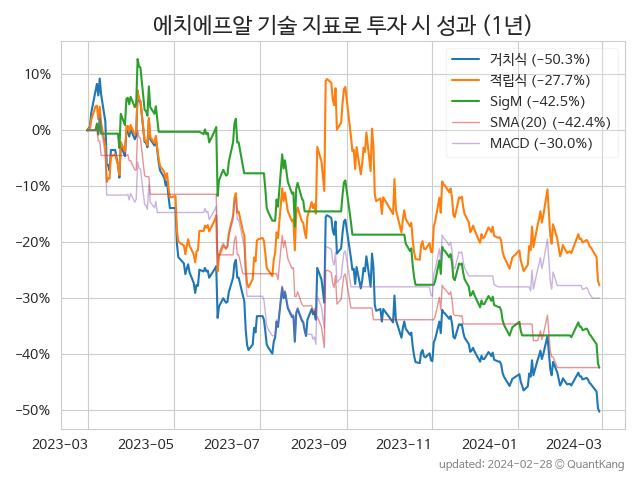 에치에프알 기술 지표로 투자 시 성과 (1년)
거치식 (−50.3%)
적립식 (−27.7%)
SigM (−42.5%)
SMA(20) (−42.4%)
MACD (−30.0%)
10%
0%
−10%
−20%
−30%
−40%
−50%
2023−03 2023−05 2023−07 2023−09 2023−11 2024−01 2024−03
updated: 2024−02−28 ⓒ QuantKang